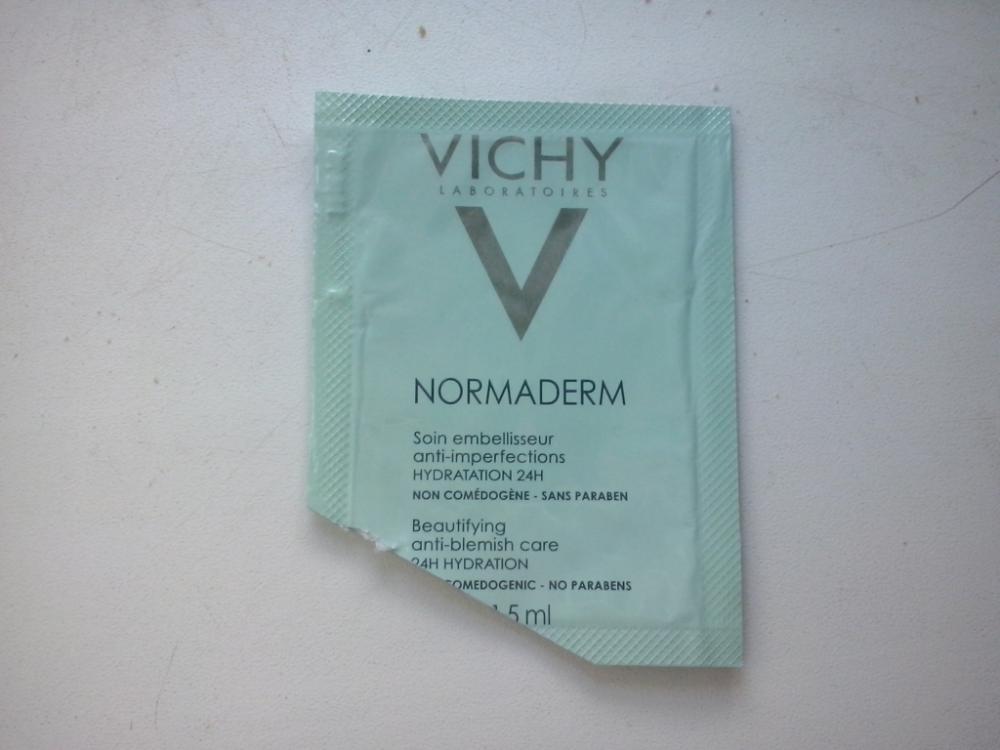 VICHY
LABORATOIRES
V
NORMADERM
Soin embellisseur
anti-imperfections
HYDRATATION 24H
NON COMÉDOGÈNE - SANS PARABEN
Beautifying
anti-blemish care
24H HYDRATION
COMEDOGENIC - NO PARABENS
1.5 ml